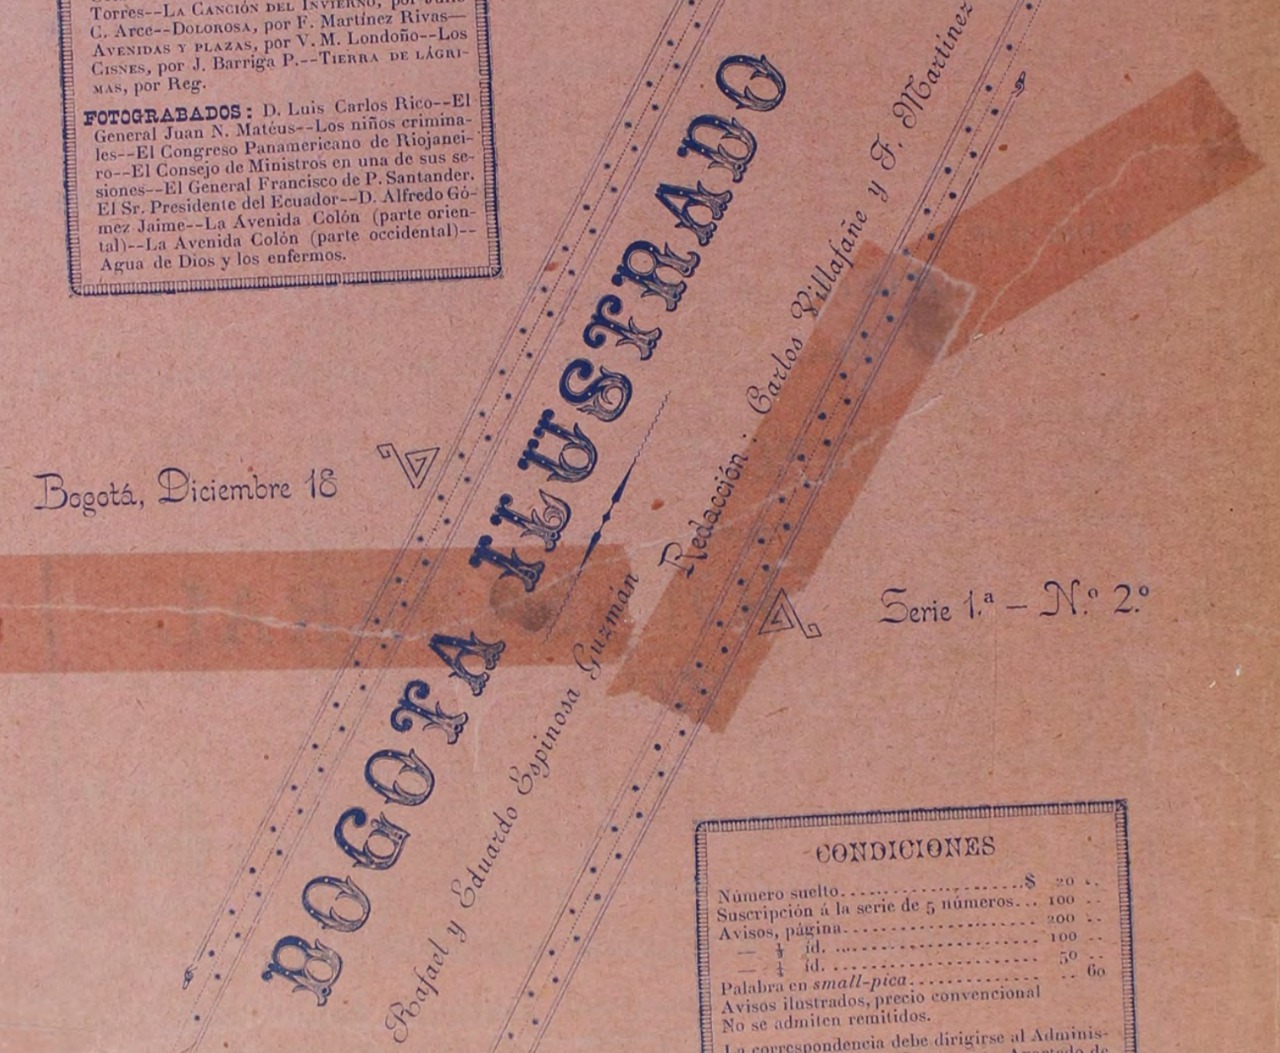 Torres--LA CANCIÓN DEL INVIERNO, por Julio
C. Arce--DOLOROSA, por F. Martínez Rivas--
AVENIDAS Y PLAZAS, por V. M. Londoño--LOS
CISNES, por J. Barriga P.--TIERRA DE LÁGRI-
MAS, por Reg.
FOTOGRABADOS: D. Luis Carlos Rico--El
General Juan N. Matéus--Los niños crimina-
les--El Congreso Panamericano de Riojanei-
ro--El Consejo de Ministros en una de sus se-
siones--El General Francisco de P. Santander.
El Sr. Presidente del Ecuador--D. Alfredo Gó-
mez Jaime--La Avenida Colón (parte orien-
tal)--La Avenida Colón (parte occidental)--
Agua de Dios y los enfermos.
BOGOTA ILUSTRADO
Rafael y Eduardo Espinosa Guzmán
Redacción: Carlos Villafañe y F. Martínez
Bogotá, Diciembre 18
Serie 1.ª – N.º 2.º
CONDICIONES
Número suelto..................$ 20 ..
Suscripción á la serie de 5 números... 100 ..
Avisos, página.................... 200 ..
— ½ id. .................... 100 ..
— ¼ id. .................... 50 ..
Palabra en small-pica.................... .. 60
Avisos ilustrados, precio convencional
No se admiten remitidos.
La correspondencia debe dirigirse al Adminis-
Apartado de